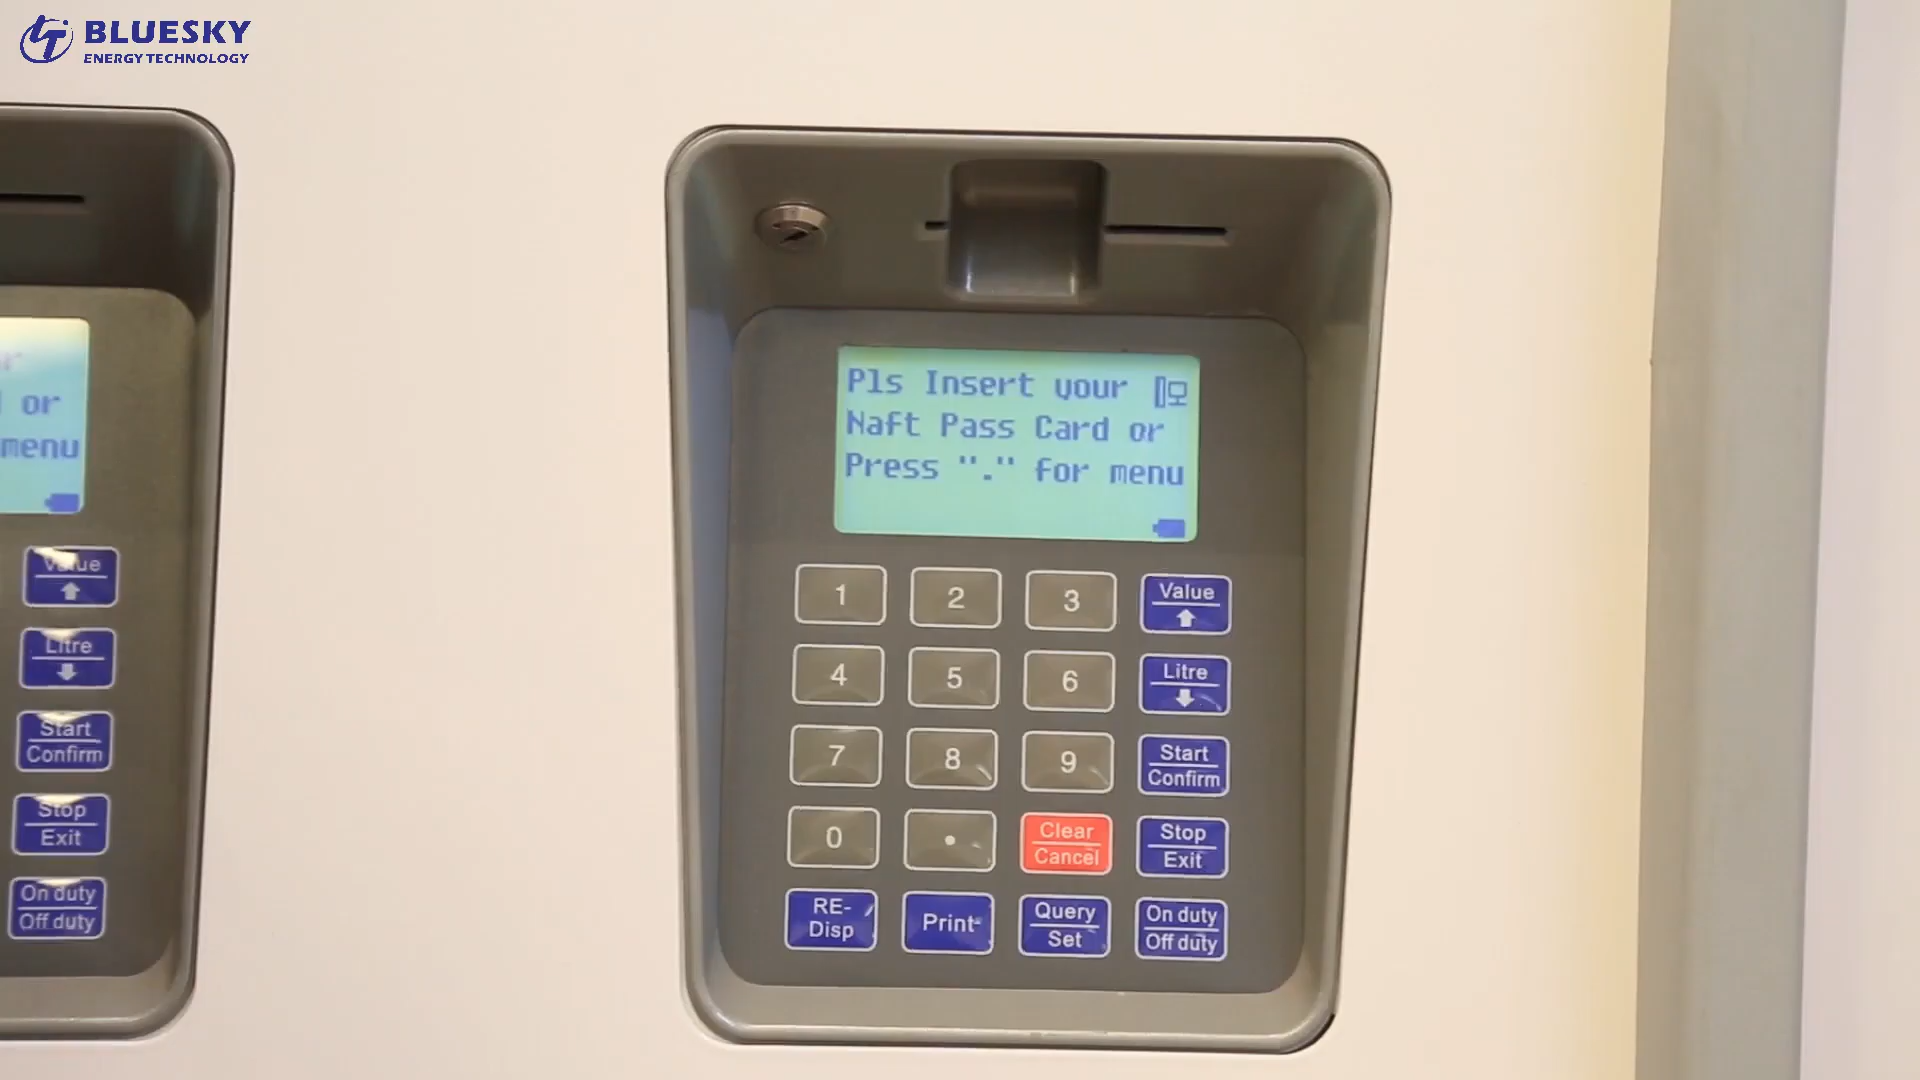 BLUESKY
ENERGY TECHNOLOGY
or
menu
Value
Litre
Start
Confirm
Stop
Exit
On duty
Off duty
Pls Insert your
Naft Pass Card or
Press "." for menu
1
2
3
Value
4
5
6
Litre
7
8
9
Start
Confirm
0
.
Clear
Cancel
Stop
Exit
RE-
Disp
Print
Query
Set
On duty
Off duty